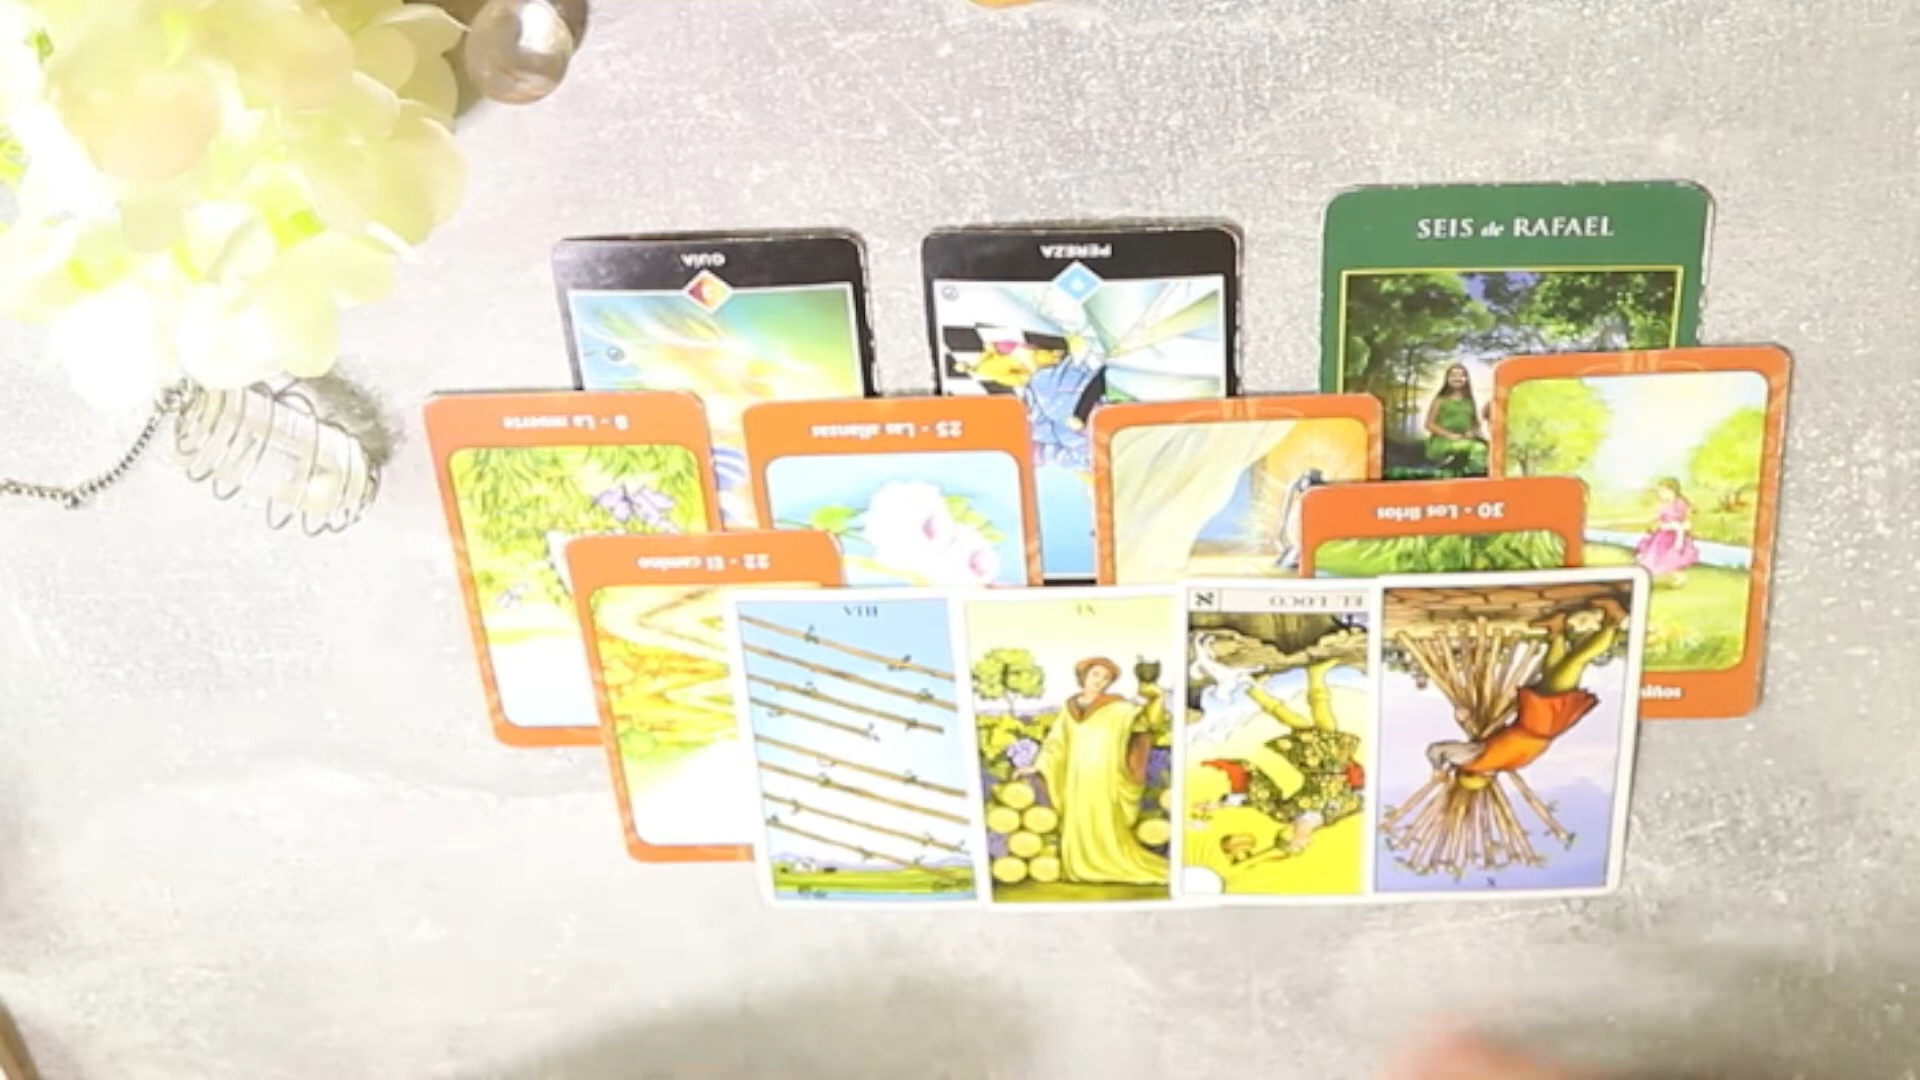 GUÍA
PEREZA
SEIS de RAFAEL
8 - La muerte
25 - Las alianzas
30 - Los lirios
22 - El camino
VIII
EL LOCO
X